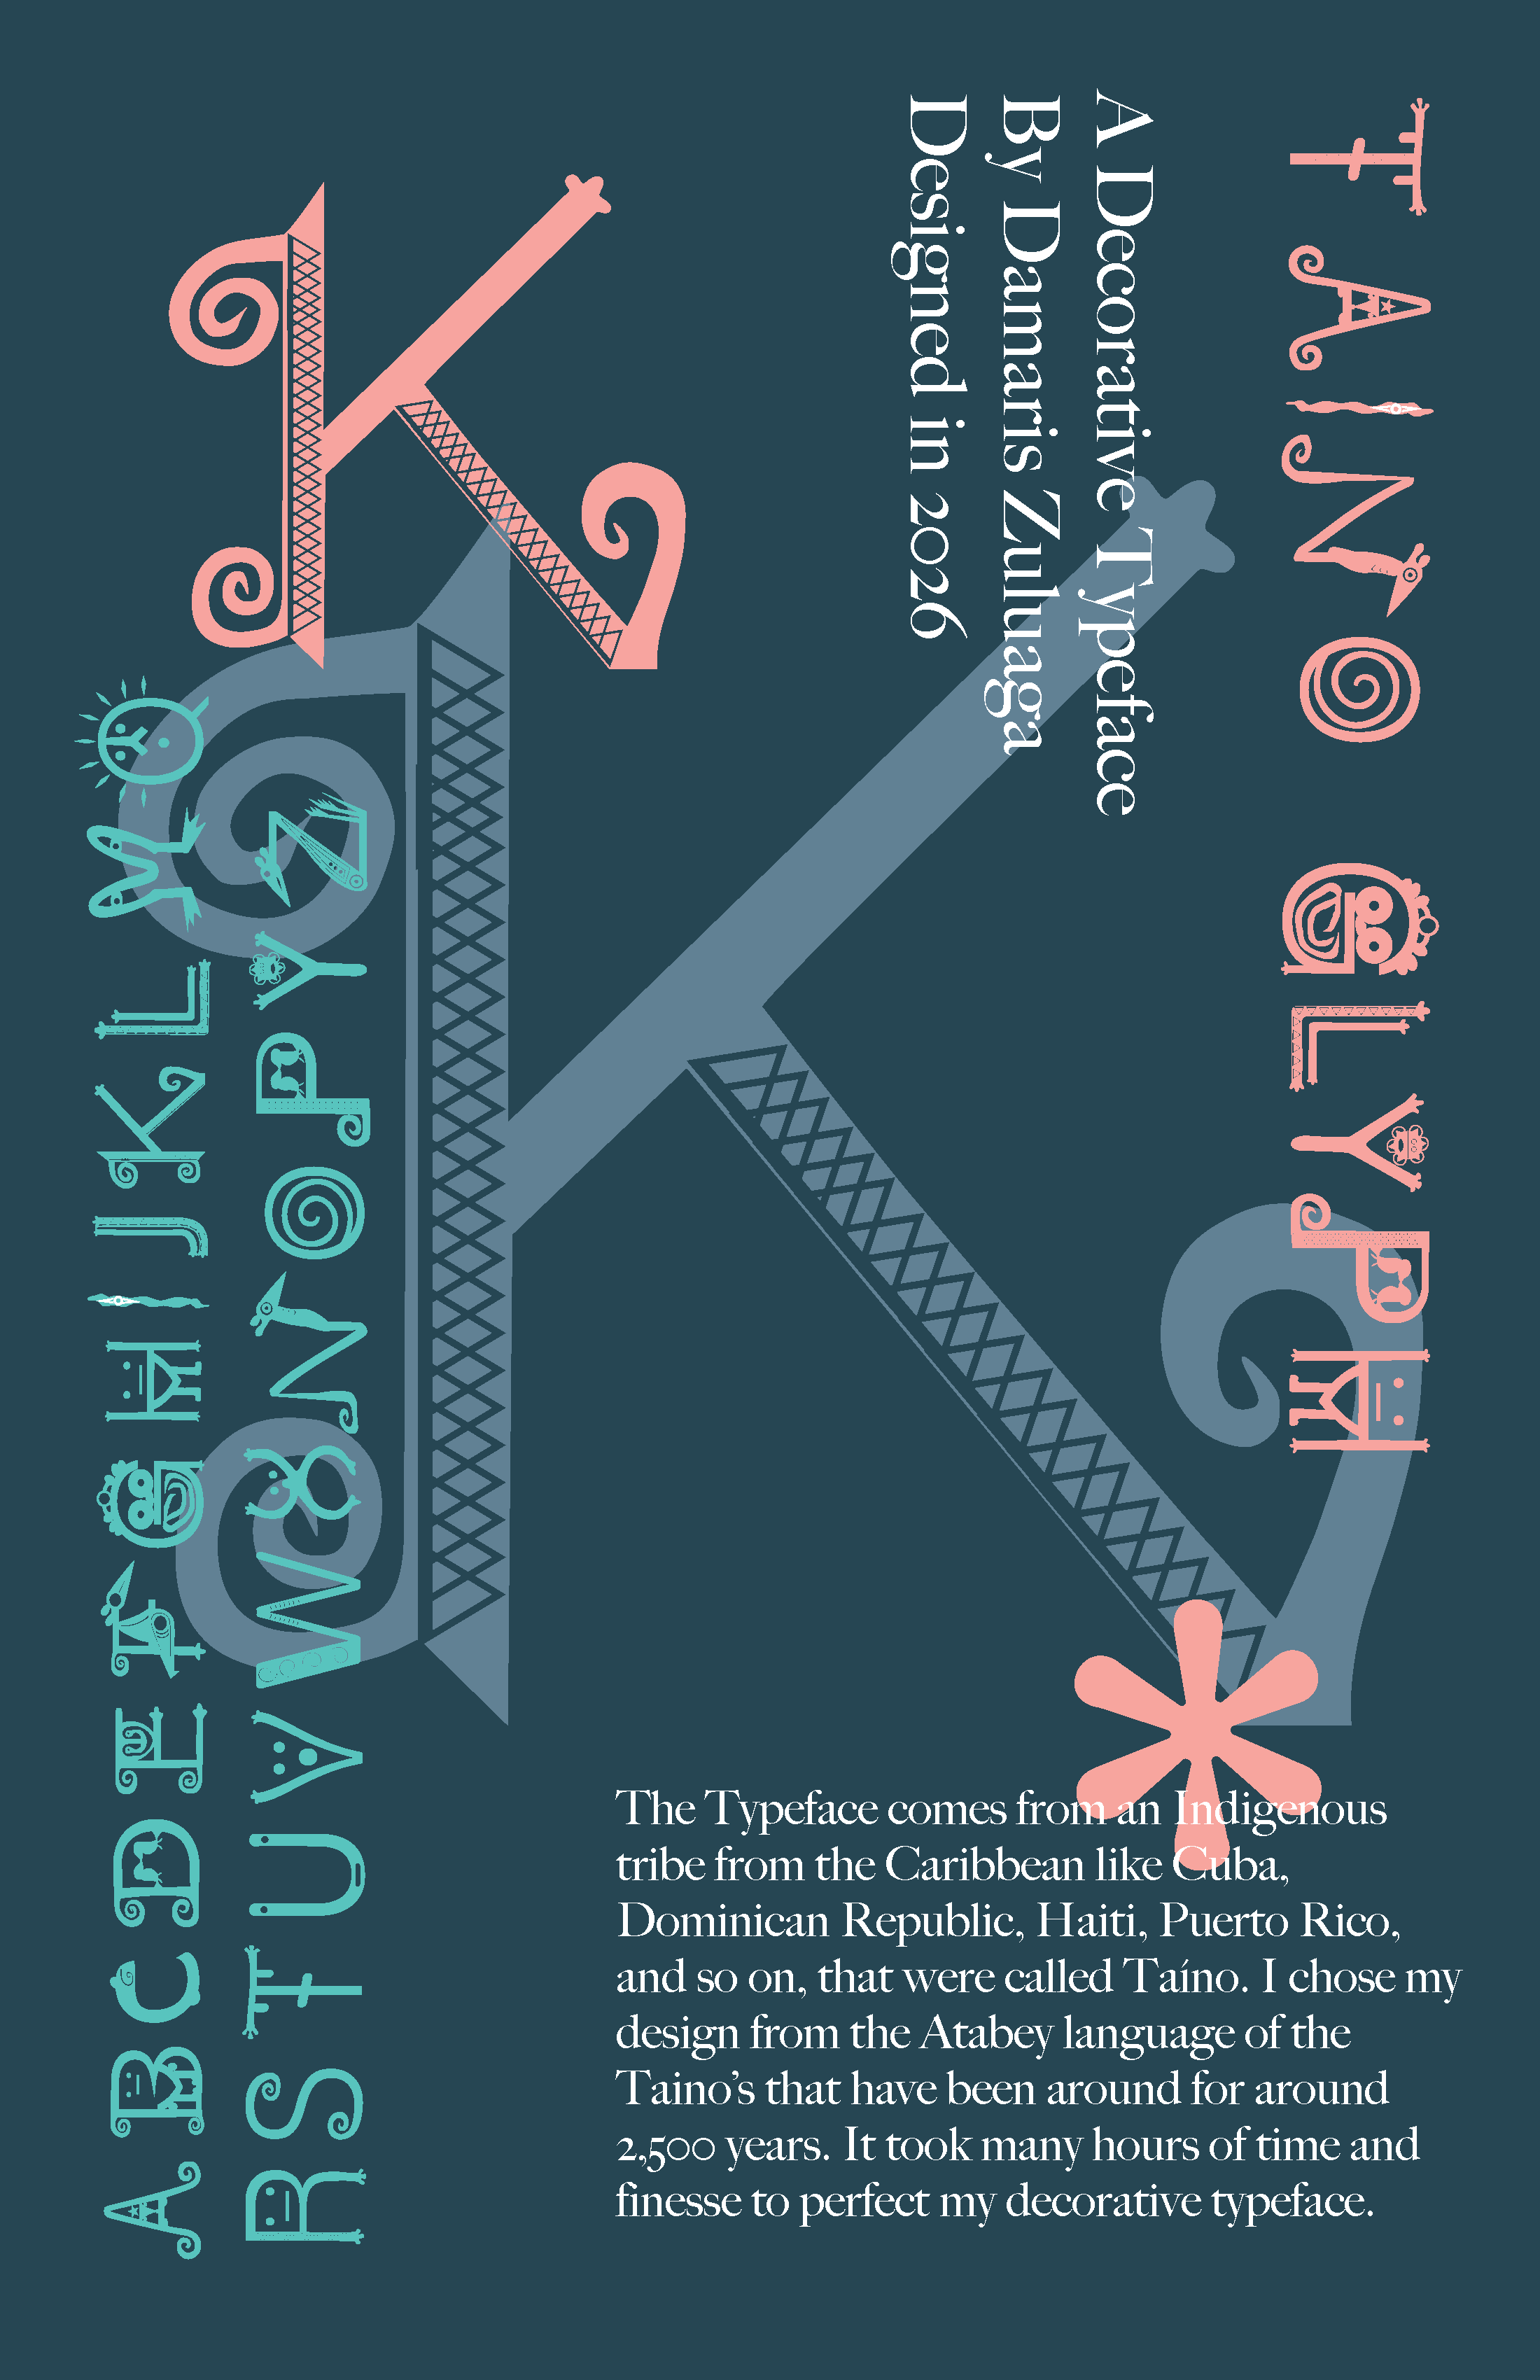 TAINO GLYPH
A Decorative Typeface
By Damaris Zuluaga
Designed in 2026
K
K
ABCDEFGHIJKLMQ
RSTUVWXNOPYZ
*
The Typeface comes from an Indigenous
tribe from the Caribbean like Cuba,
Dominican Republic, Haiti, Puerto Rico,
and so on, that were called Taíno. I chose my
design from the Atabey language of the
Taino’s that have been around for around
2,500 years. It took many hours of time and
finesse to perfect my decorative typeface.